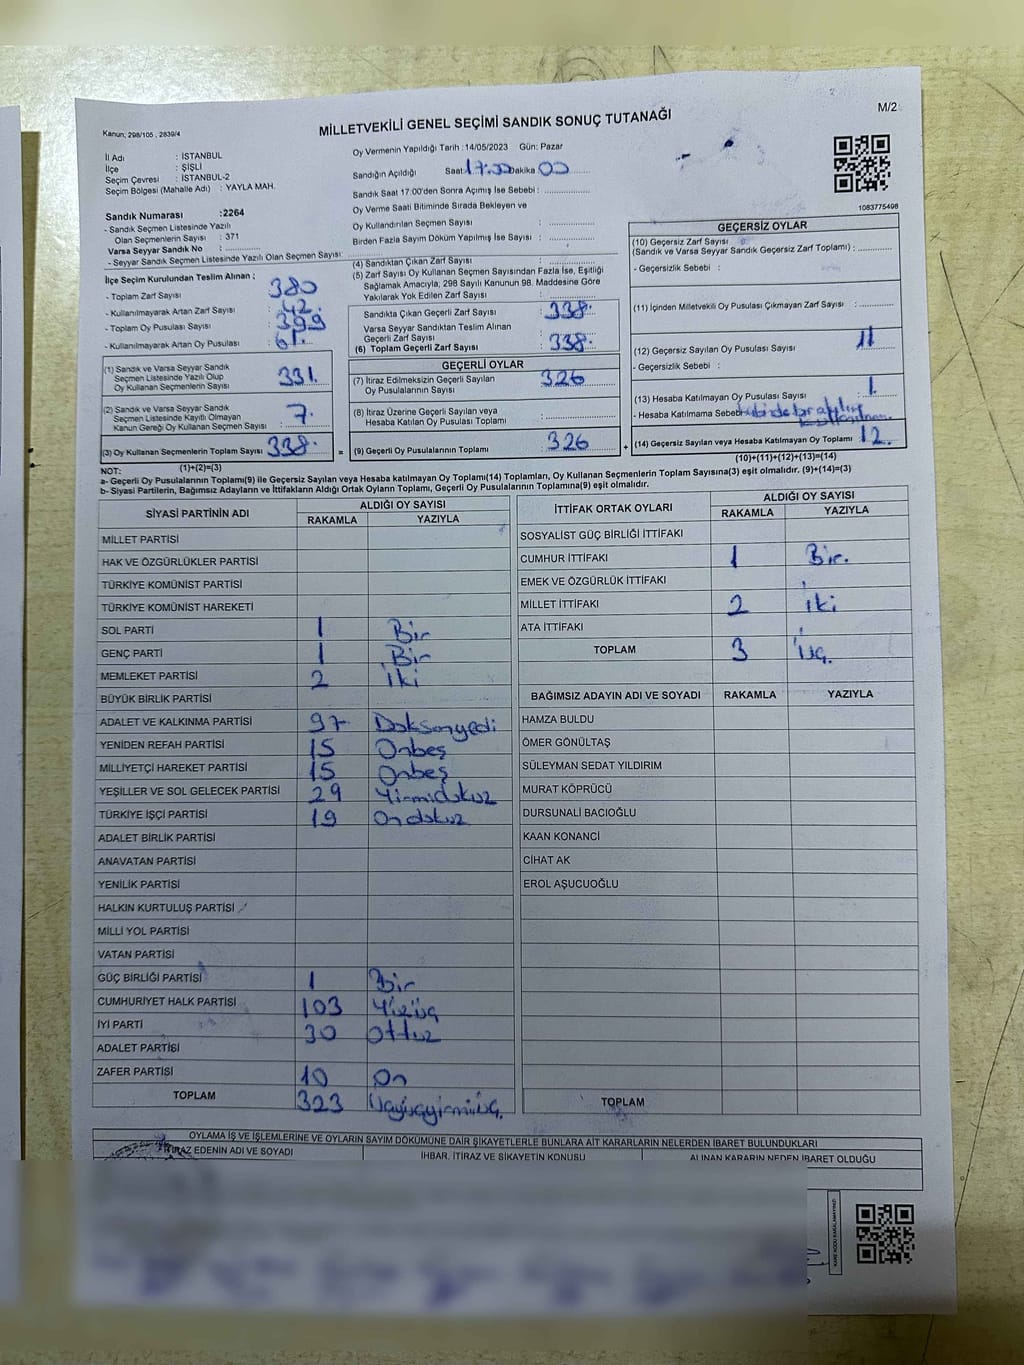 M/2
Kanun; 298/105 , 2839/4
MİLLETVEKİLİ GENEL SEÇİMİ SANDIK SONUÇ TUTANAĞI
İl Adı : İSTANBUL
İlçe : ŞİŞLİ
Seçim Çevresi : İSTANBUL-2
Seçim Bölgesi (Mahalle Adı) : YAYLA MAH.
Sandık Numarası :2264
- Sandık Seçmen Listesinde Yazılı
Olan Seçmenlerin Sayısı : 371
Varsa Seyyar Sandık No : ..............
- Seyyar Sandık Seçmen Listesinde Yazılı Olan Seçmen Sayısı:
İlçe Seçim Kurulundan Teslim Alınan ;
- Toplam Zarf Sayısı : 380
- Kullanılmayarak Artan Zarf Sayısı : 42.
- Toplam Oy Pusulası Sayısı : 399
- Kullanılmayarak Artan Oy Pusulası : 61.
(1) Sandık ve Varsa Seyyar Sandık
Seçmen Listesinde Yazılı Olup
Oy Kullanan Seçmenlerin Sayısı : 331.
(2) Sandık ve Varsa Seyyar Sandık
Seçmen Listesinde Kayıtlı Olmayan
Kanun Gereği Oy Kullanan Seçmen Sayısı : 7.
(3) Oy Kullanan Seçmenlerin Toplam Sayısı : 338.
(1)+(2)=(3)
Oy Vermenin Yapıldığı Tarih :14/05/2023 Gün: Pazar
Sandığın Açıldığı Saat 17:00 Dakika 00
Sandık Saat 17.00'den Sonra Açımış İse Sebebi : ..............
Oy Verme Saati Bitiminde Sırada Bekleyen ve
Oy Kullandırılan Seçmen Sayısı : ..............
Birden Fazla Sayım Döküm Yapılmış İse Sayısı : ..............
(4) Sandıktan Çıkan Zarf Sayısı : ..............
(5) Zarf Sayısı Oy Kullanan Seçmen Sayısından Fazla İse, Eşitliği
Sağlamak Amacıyla, 298 Sayılı Kanunun 98. Maddesine Göre
Yakılarak Yok Edilen Zarf Sayısı : ..............
Sandıkta Çıkan Geçerli Zarf Sayısı : 338.
Varsa Seyyar Sandıktan Teslim Alınan
Geçerli Zarf Sayısı
(6) Toplam Geçerli Zarf Sayısı : 338.
GEÇERLİ OYLAR
(7) İtiraz Edilmeksizin Geçerli Sayılan
Oy Pusulalarının Sayısı : 326
(8) İtiraz Üzerine Geçerli Sayılan veya
Hesaba Katılan Oy Pusulası Toplamı : ..............
= (9) Geçerli Oy Pusulalarının Toplamı : 326 +
1083775498
GEÇERSİZ OYLAR
(10) Geçersiz Zarf Sayısı
(Sandık ve Varsa Seyyar Sandık Geçersiz Zarf Toplamı) : ..............
- Geçersizlik Sebebi :
(11) İçinden Milletvekili Oy Pusulası Çıkmayan Zarf Sayısı : ..............
(12) Geçersiz Sayılan Oy Pusulası Sayısı : 11
- Geçersizlik Sebebi :
(13) Hesaba Katılmayan Oy Pusulası Sayısı : 1.
- Hesaba Katılmama Sebebi
(14) Geçersiz Sayılan veya Hesaba Katılmayan Oy Toplamı : 12.
(10)+(11)+(12)+(13)=(14)
NOT:
a- Geçerli Oy Pusulalarının Toplamı(9) ile Geçersiz Sayılan veya Hesaba katılmayan Oy Toplamı(14) Toplamları, Oy Kullanan Seçmenlerin Toplam Sayısına(3) eşit olmalıdır. (9)+(14)=(3)
b- Siyasi Partilerin, Bağımsız Adayların ve İttifakların Aldığı Ortak Oyların Toplamı, Geçerli Oy Pusulalarının Toplamına(9) eşit olmalıdır.
SİYASİ PARTİNİN ADI ALDIĞI OY SAYISI
RAKAMLA YAZIYLA
MİLLET PARTİSİ
HAK VE ÖZGÜRLÜKLER PARTİSİ
TÜRKİYE KOMÜNİST PARTİSİ
TÜRKİYE KOMÜNİST HAREKETİ
SOL PARTİ 1 Bir
GENÇ PARTİ 1 Bir
MEMLEKET PARTİSİ 2 iki
BÜYÜK BİRLİK PARTİSİ
ADALET VE KALKINMA PARTİSİ 97 Doksanyedi
YENİDEN REFAH PARTİSİ 15 Onbeş
MİLLİYETÇİ HAREKET PARTİSİ 15 Onbeş
YEŞİLLER VE SOL GELECEK PARTİSİ 29 Yirmidokuz
TÜRKİYE İŞÇİ PARTİSİ 19 Ondokuz
ADALET BİRLİK PARTİSİ
ANAVATAN PARTİSİ
YENİLİK PARTİSİ
HALKIN KURTULUŞ PARTİSİ
MİLLİ YOL PARTİSİ
VATAN PARTİSİ
GÜÇ BİRLİĞİ PARTİSİ 1 Bir
CUMHURİYET HALK PARTİSİ 103 Yüzüç
İYİ PARTİ 30 Ottuz
ADALET PARTİSİ
ZAFER PARTİSİ 10 On
TOPLAM 323 Üçyüzyirmiüç.
İTTİFAK ORTAK OYLARI ALDIĞI OY SAYISI
RAKAMLA YAZIYLA
SOSYALİST GÜÇ BİRLİĞİ İTTİFAKI
CUMHUR İTTİFAKI 1 Bir.
EMEK VE ÖZGÜRLÜK İTTİFAKI
MİLLET İTTİFAKI 2 iki
ATA İTTİFAKI
TOPLAM 3 Üç.
BAĞIMSIZ ADAYIN ADI VE SOYADI RAKAMLA YAZIYLA
HAMZA BULDU
ÖMER GÖNÜLTAŞ
SÜLEYMAN SEDAT YILDIRIM
MURAT KÖPRÜCÜ
DURSUNALİ BACIOĞLU
KAAN KONANCİ
CİHAT AK
EROL AŞUCUOĞLU
TOPLAM
OYLAMA İŞ VE İŞLEMLERİNE VE OYLARIN SAYIM DÖKÜMÜNE DAİR ŞİKAYETLERLE BUNLARA AİT KARARLARIN NELERDEN İBARET BULUNDUKLARI
İTİRAZ EDENİN ADI VE SOYADI İHBAR, İTİRAZ VE ŞİKAYETİN KONUSU ALINAN KARARIN NEDEN İBARET OLDUĞU